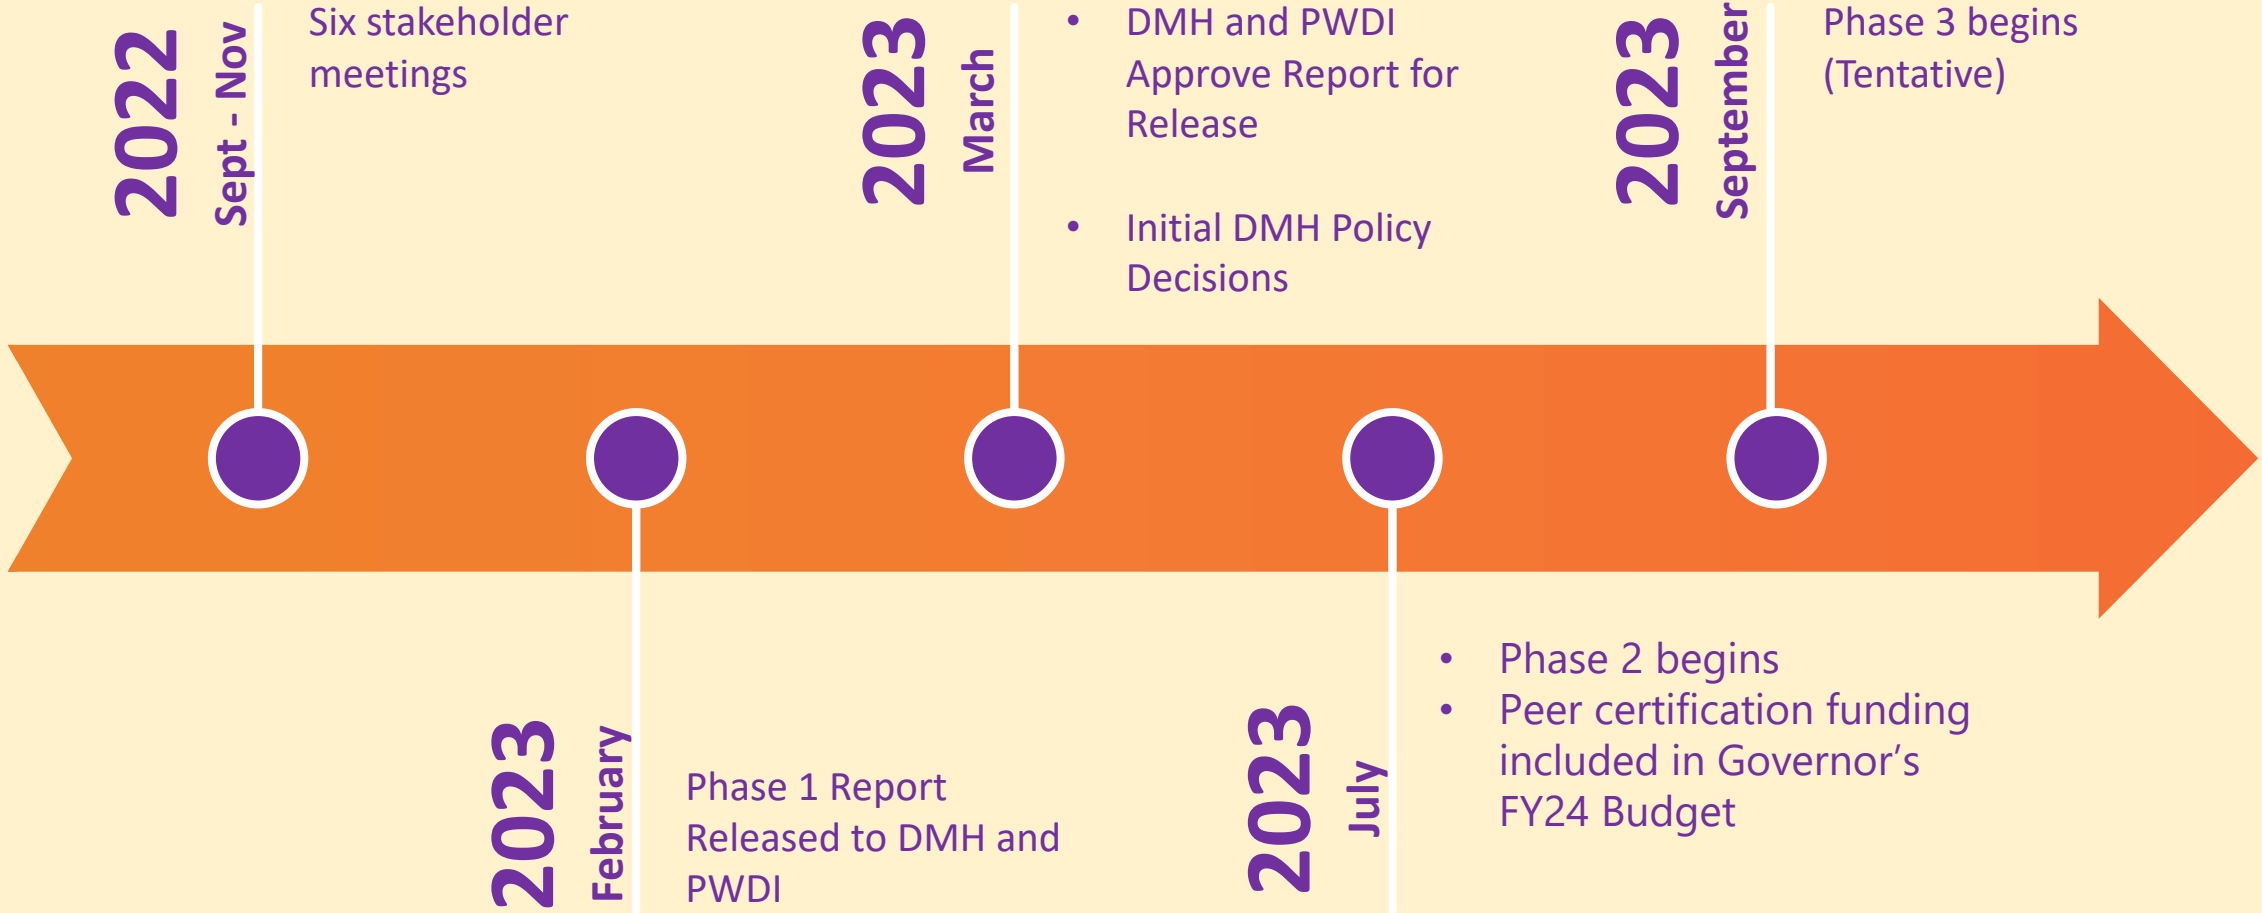 2022
Sept - Nov
Six stakeholder
meetings
2023
March
• DMH and PWDI
Approve Report for
Release
• Initial DMH Policy
Decisions
2023
September
Phase 3 begins
(Tentative)
2023
February
Phase 1 Report
Released to DMH and
PWDI
2023
July
• Phase 2 begins
• Peer certification funding
included in Governor’s
FY24 Budget